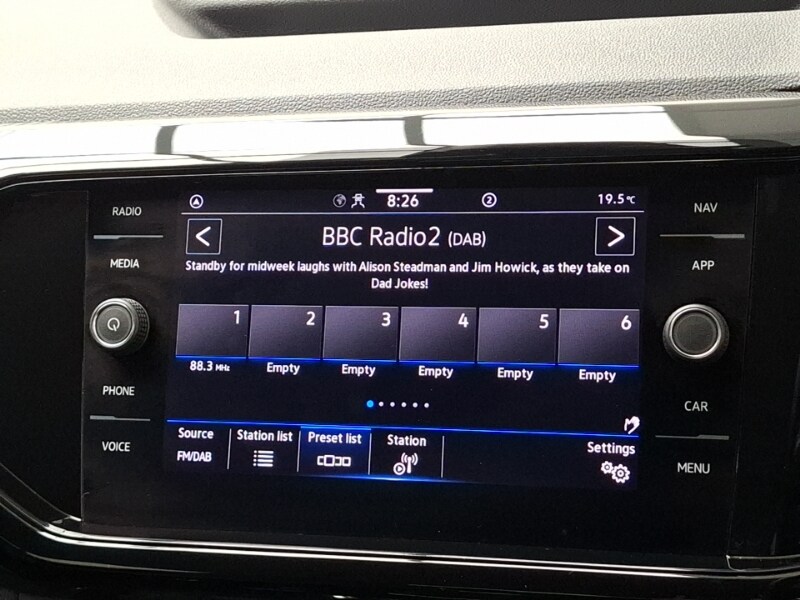 RADIO
MEDIA
PHONE
VOICE
8:26
2
19.5°C
<
BBC Radio2 (DAB)
>
Standby for midweek laughs with Alison Steadman and Jim Howick, as they take on
Dad Jokes!
1 2 3 4 5 6
88.3 MHz Empty Empty Empty Empty Empty
Source Station list Preset list Station Settings
FM/DAB
NAV
APP
CAR
MENU